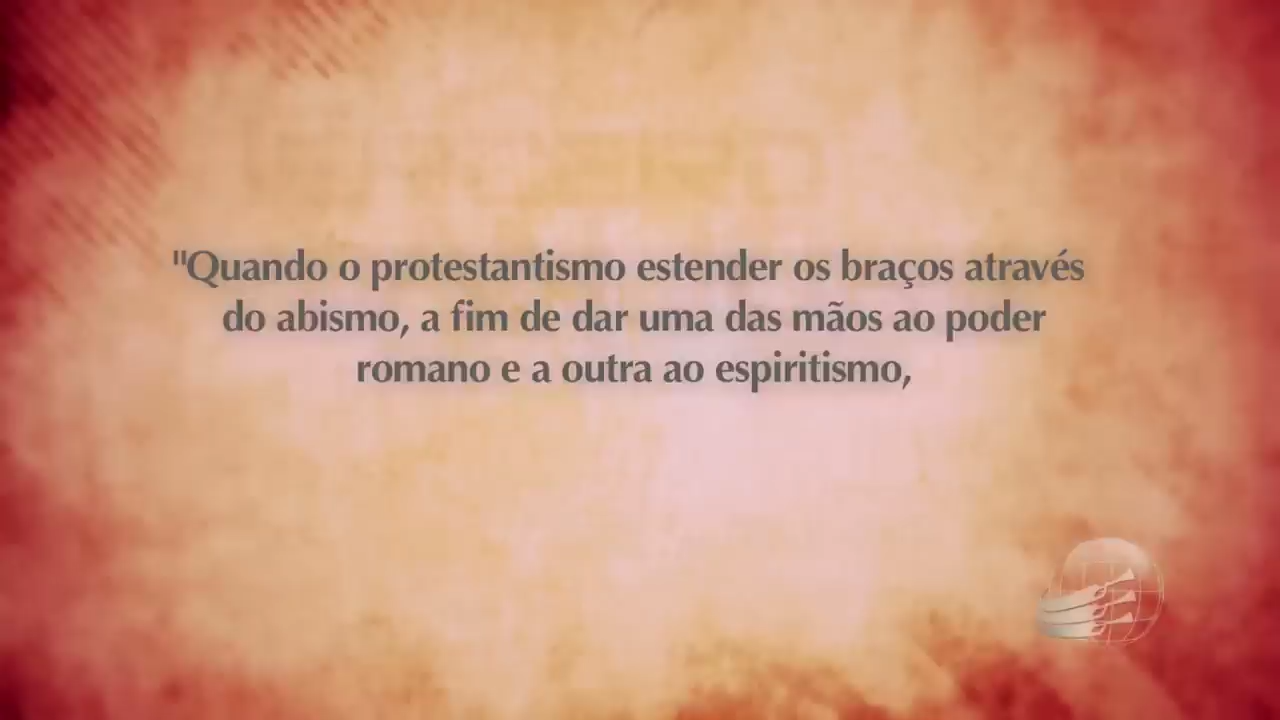 "Quando o protestantismo estender os braços através
do abismo, a fim de dar uma das mãos ao poder
romano e a outra ao espiritismo,